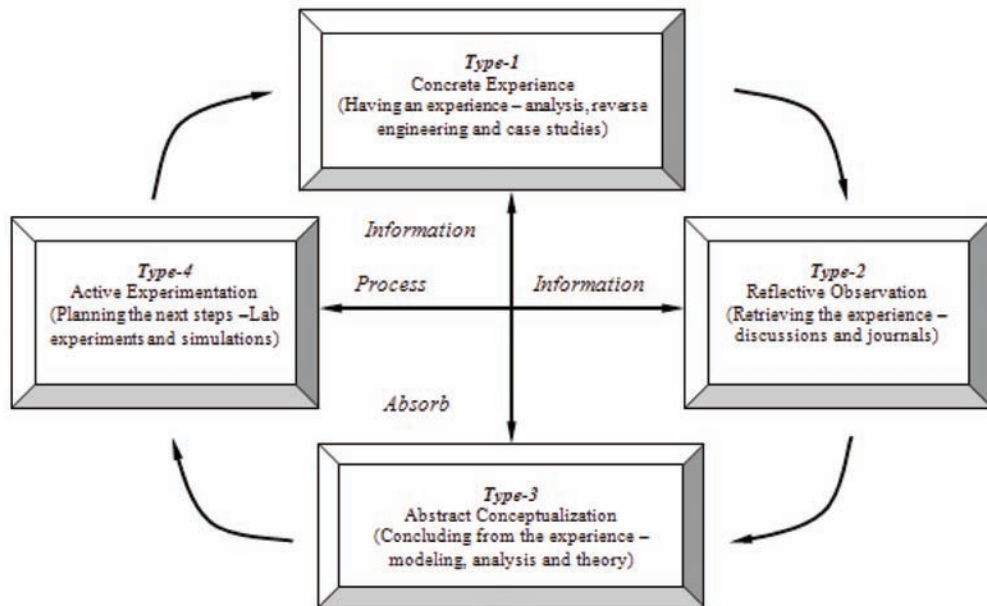 Type-1
Concrete Experience
(Having an experience – analysis, reverse
engineering and case studies)
Information
Type-4
Active Experimentation
(Planning the next steps –Lab
experiments and simulations)
Process
Information
Type-2
Reflective Observation
(Retrieving the experience –
discussions and journals)
Absorb
Type-3
Abstract Conceptualization
(Concluding from the experience –
modeling, analysis and theory)